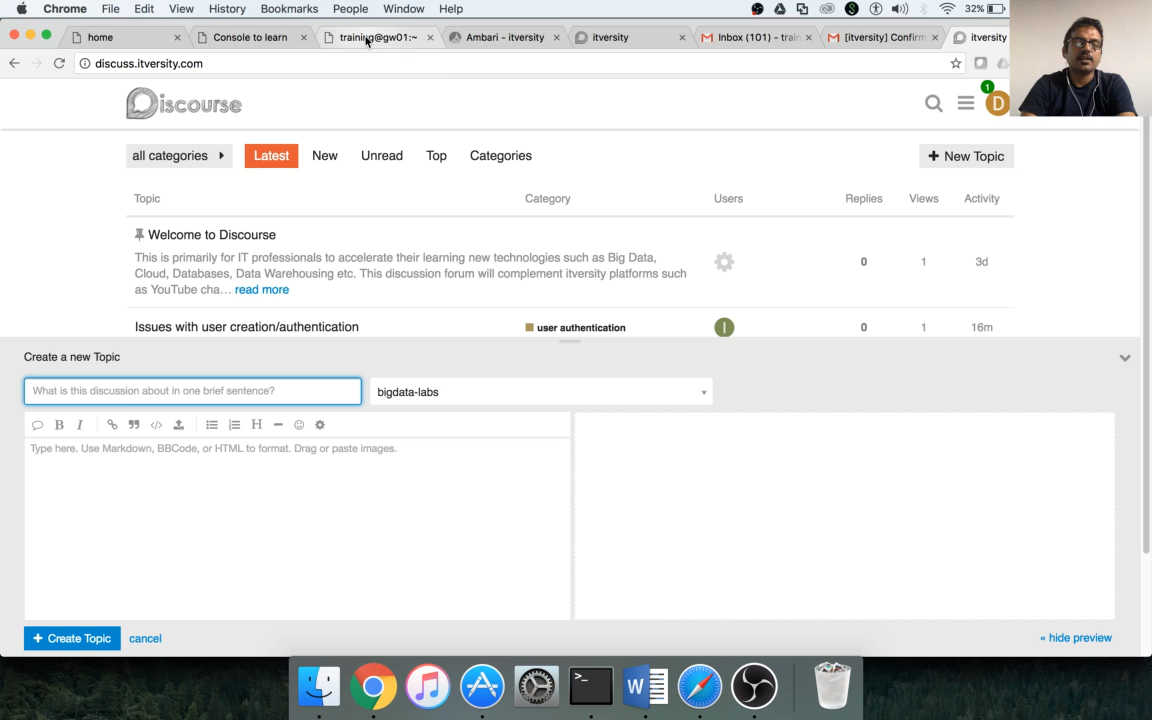 Chrome File Edit View History Bookmarks People Window Help 32%
home Console to learn training@gw01:~ Ambari - itversity itversity Inbox (101) - train [itversity] Confirm itversity
discuss.itversity.com
Discourse 1 D
all categories Latest New Unread Top Categories + New Topic
Topic Category Users Replies Views Activity
Welcome to Discourse
This is primarily for IT professionals to accelerate their learning new technologies such as Big Data,
Cloud, Databases, Data Warehousing etc. This discussion forum will complement itversity platforms such
as YouTube cha… read more
0 1 3d
Issues with user creation/authentication user authentication I 0 1 16m
Create a new Topic
What is this discussion about in one brief sentence? bigdata-labs
B I H
Type here. Use Markdown, BBCode, or HTML to format. Drag or paste images.
+ Create Topic cancel « hide preview